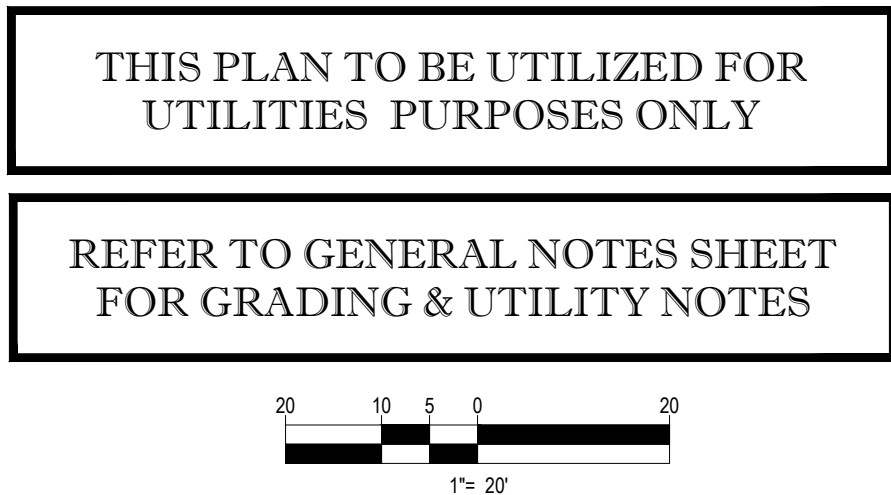 THIS PLAN TO BE UTILIZED FOR
UTILITIES PURPOSES ONLY
REFER TO GENERAL NOTES SHEET
FOR GRADING & UTILITY NOTES
20 10 5 0 20
1"= 20'